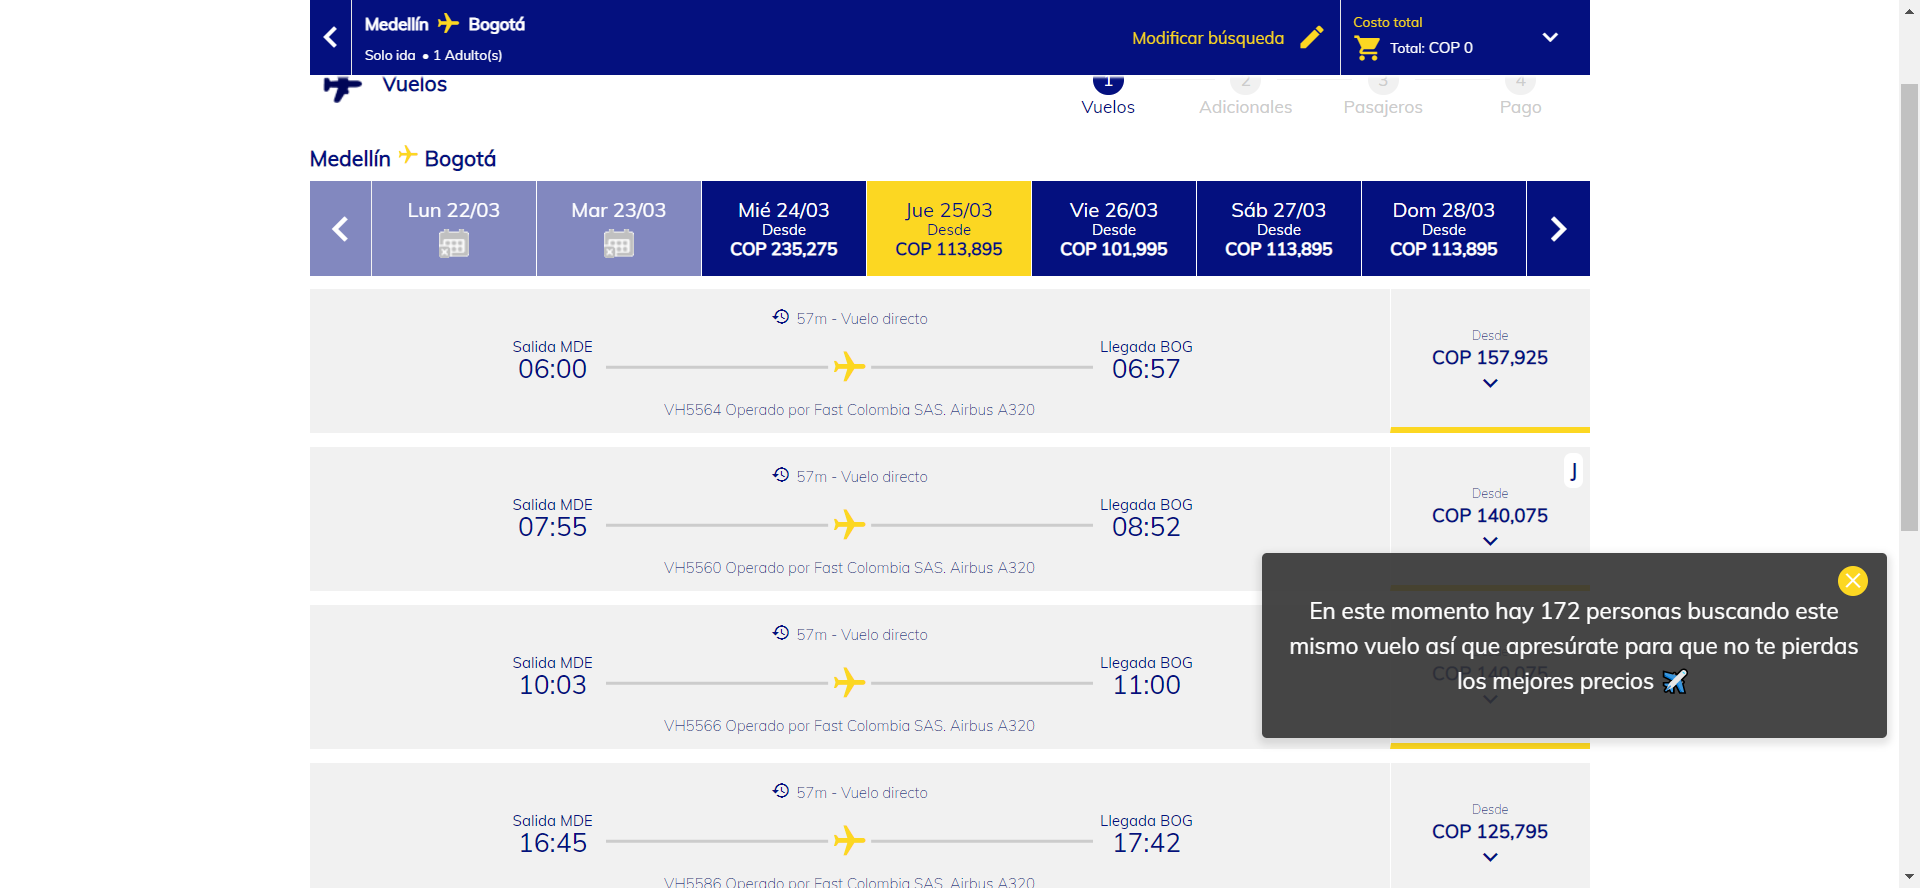 Medellín Bogotá
Solo ida • 1 Adulto(s)
Modificar búsqueda
Costo total
Total: COP 0
Vuelos
1 2 3 4
Vuelos Adicionales Pasajeros Pago
Medellín Bogotá
Lun 22/03
Mar 23/03
Mié 24/03
Desde
COP 235,275
Jue 25/03
Desde
COP 113,895
Vie 26/03
Desde
COP 101,995
Sáb 27/03
Desde
COP 113,895
Dom 28/03
Desde
COP 113,895
57m - Vuelo directo
Salida MDE
06:00
Llegada BOG
06:57
VH5564 Operado por Fast Colombia SAS. Airbus A320
Desde
COP 157,925
57m - Vuelo directo
Salida MDE
07:55
Llegada BOG
08:52
VH5560 Operado por Fast Colombia SAS. Airbus A320
J
Desde
COP 140,075
57m - Vuelo directo
Salida MDE
10:03
Llegada BOG
11:00
VH5566 Operado por Fast Colombia SAS. Airbus A320
COP 140,075
En este momento hay 172 personas buscando este
mismo vuelo así que apresúrate para que no te pierdas
los mejores precios
57m - Vuelo directo
Salida MDE
16:45
Llegada BOG
17:42
VH5586 Operado por Fast Colombia SAS. Airbus A320
Desde
COP 125,795